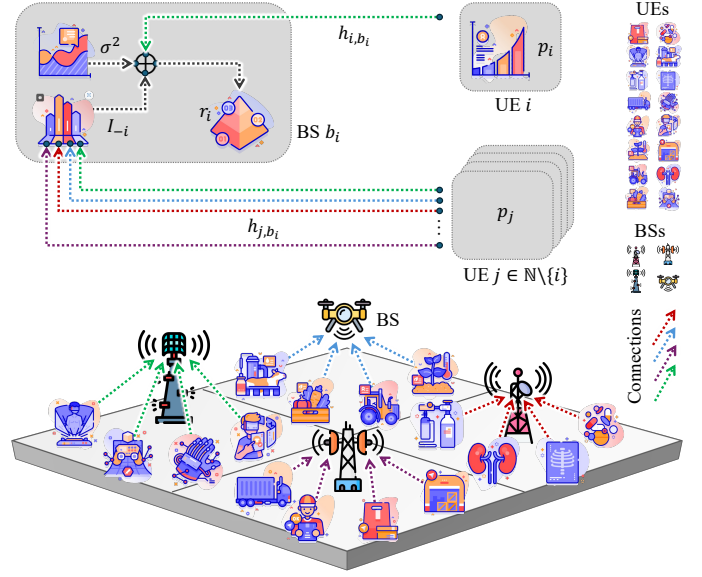 σ²
h_{i,b_i}
p_i
UE i
I_{−i}
r_i
BS b_i
h_{j,b_i}
p_j
UE j ∈ ℕ\{i}
UEs
BSs
Connections
BS